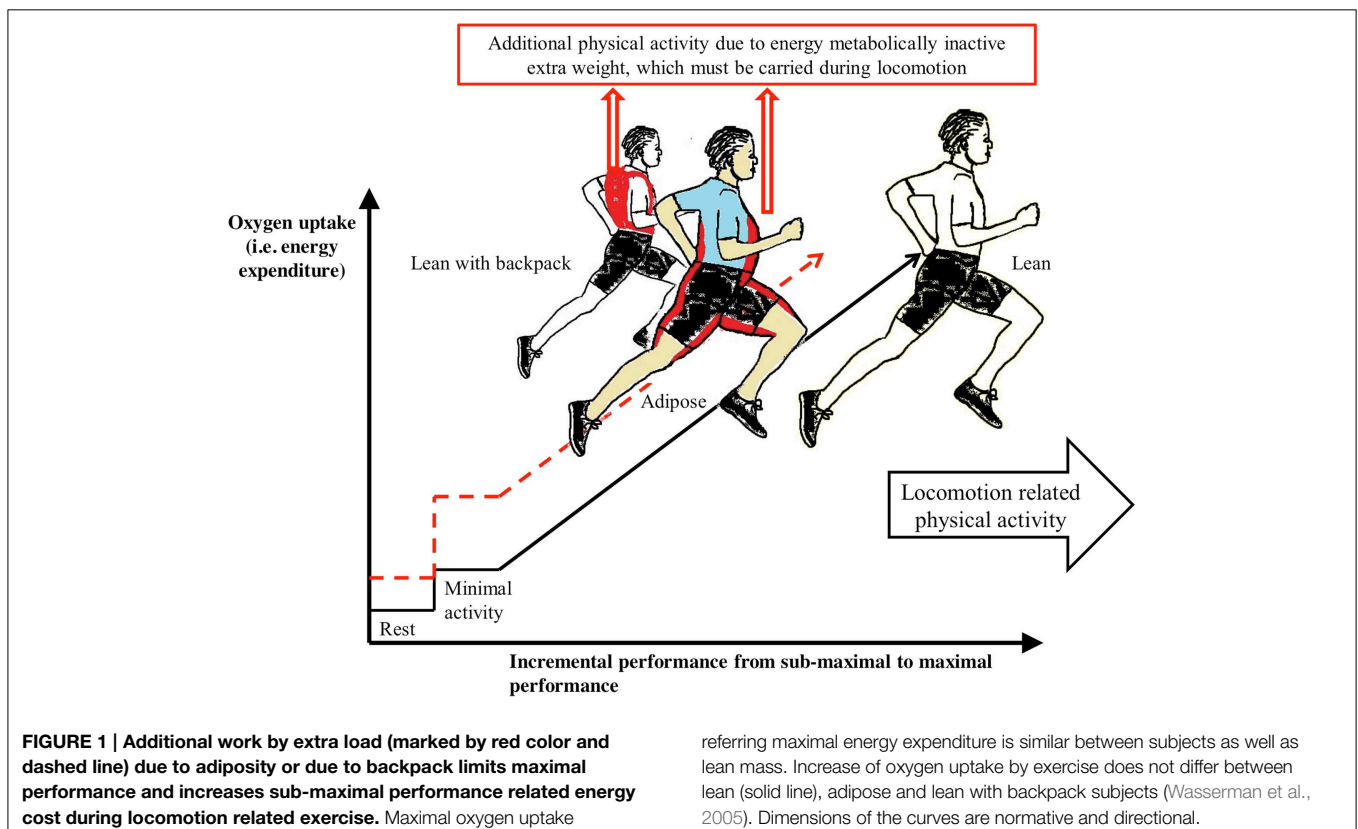 Additional physical activity due to energy metabolically inactive
extra weight, which must be carried during locomotion
Oxygen uptake
(i.e. energy
expenditure)
Lean with backpack
Lean
Adipose
Locomotion related
physical activity
Minimal
activity
Rest
Incremental performance from sub-maximal to maximal
performance
FIGURE 1 | Additional work by extra load (marked by red color and
dashed line) due to adiposity or due to backpack limits maximal
performance and increases sub-maximal performance related energy
cost during locomotion related exercise. Maximal oxygen uptake
referring maximal energy expenditure is similar between subjects as well as
lean mass. Increase of oxygen uptake by exercise does not differ between
lean (solid line), adipose and lean with backpack subjects (Wasserman et al.,
2005). Dimensions of the curves are normative and directional.